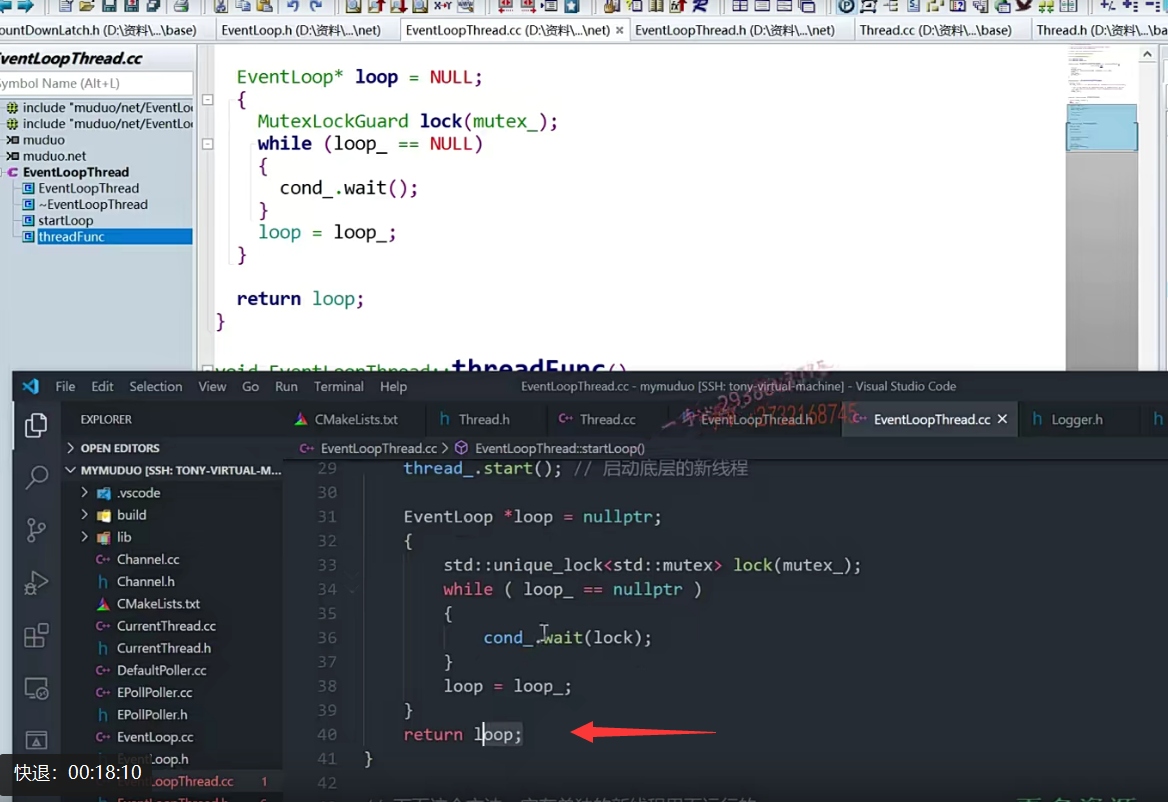 ountDownLatch.h (D:\资料\...\base)
EventLoop.h (D:\资料\...\net)
EventLoopThread.cc (D:\资料\...\net) ×
EventLoopThread.h (D:\资料\...\net)
Thread.cc (D:\资料\...\base)
Thread.h (D:\资料\...\ba
ventLoopThread.cc
ymbol Name (Alt+L)
include "muduo/net/EventLo
include "muduo/net/EventLo
muduo
muduo.net
EventLoopThread
EventLoopThread
~EventLoopThread
startLoop
threadFunc
EventLoop* loop = NULL;
{
MutexLockGuard lock(mutex_);
while (loop_ == NULL)
{
cond_.wait();
}
loop = loop_;
}
return loop;
}
void EventLoopThread::threadFunc()
File Edit Selection View Go Run Terminal Help
EventLoopThread.cc - mymuduo [SSH: tony-virtual-machine] - Visual Studio Code
EXPLORER
CMakeLists.txt
Thread.h
Thread.cc
EventLoopThread.h
EventLoopThread.cc ×
Logger.h
h
OPEN EDITORS
MYMUDUO [SSH: TONY-VIRTUAL-M...
.vscode
build
lib
Channel.cc
Channel.h
CMakeLists.txt
CurrentThread.cc
CurrentThread.h
DefaultPoller.cc
EPollPoller.cc
EPollPoller.h
EventLoop.cc
oop.h
oopThread.cc 1
EventLoopThread.cc > EventLoopThread::startLoop()
29 thread_.start(); // 启动底层的新线程
30
31 EventLoop *loop = nullptr;
32 {
33 std::unique_lock<std::mutex> lock(mutex_);
34 while ( loop_ == nullptr )
35 {
36 cond_.wait(lock);
37 }
38 loop = loop_;
39 }
40 return loop;
41 }
42
快退：00:18:10